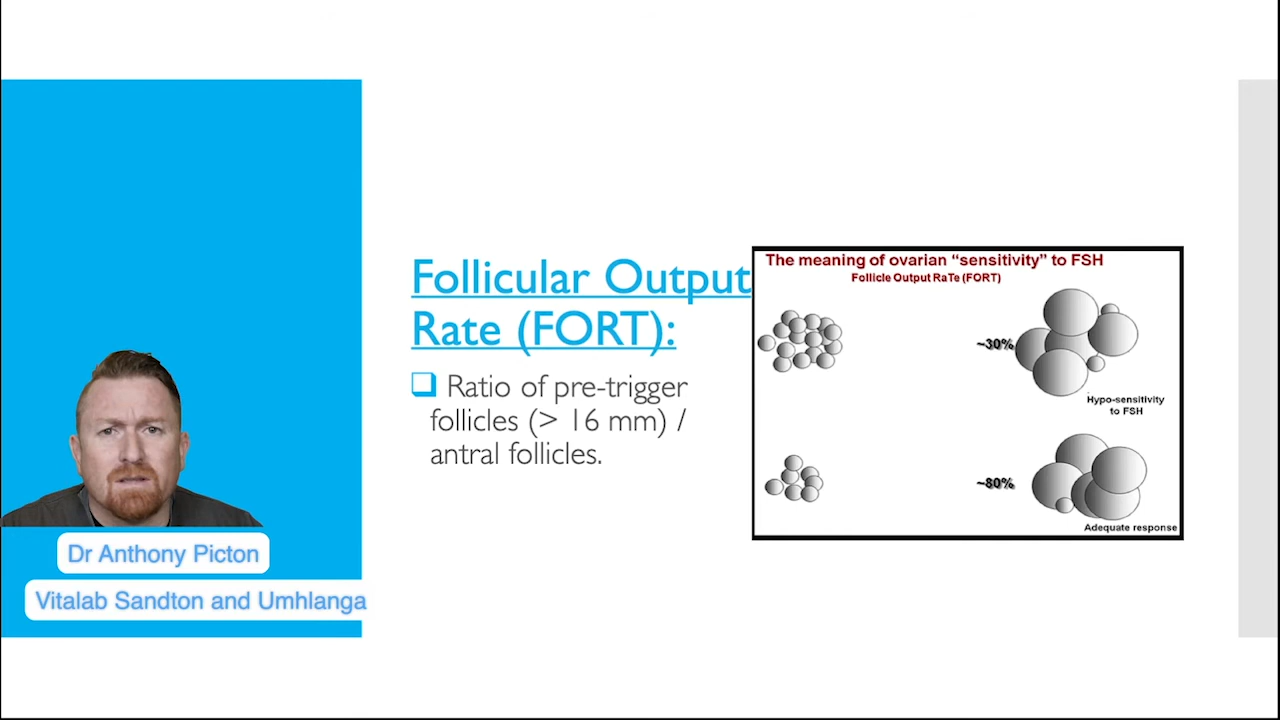 Follicular Output
Rate (FORT):
Ratio of pre-trigger
follicles (> 16 mm) /
antral follicles.
The meaning of ovarian “sensitivity” to FSH
Follicle Output RaTe (FORT)
~30%
Hypo-sensitivity
to FSH
~80%
Adequate response
Dr Anthony Picton
Vitalab Sandton and Umhlanga